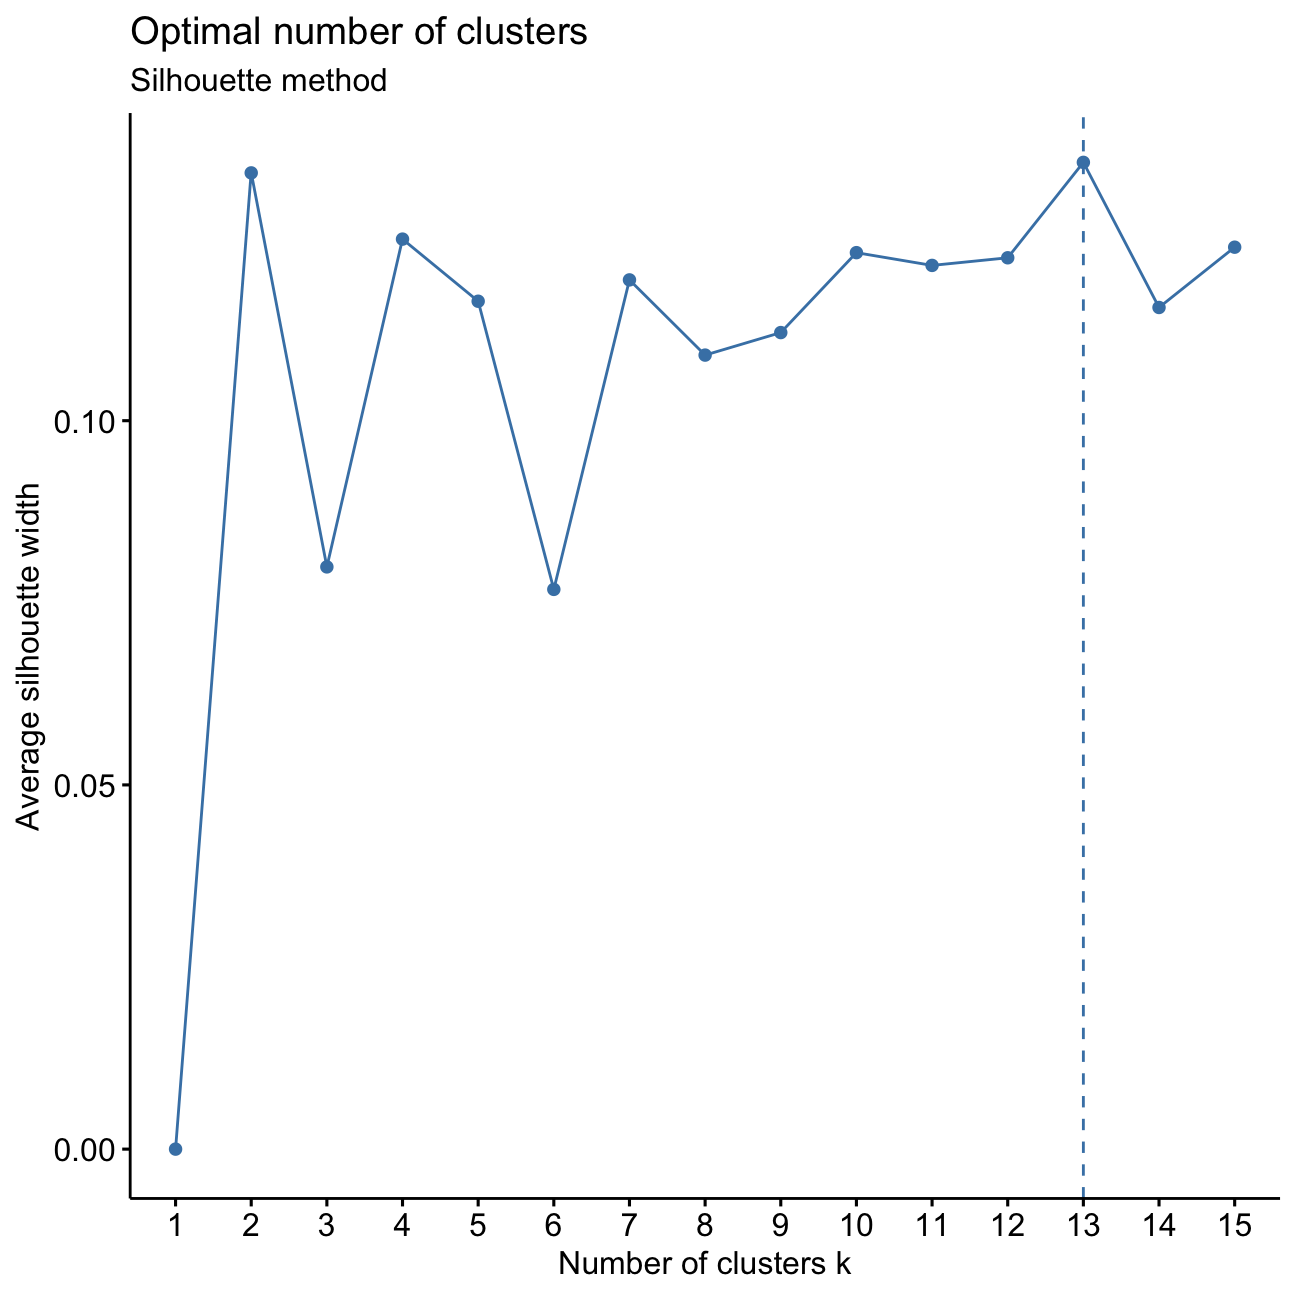 Optimal number of clusters
Silhouette method
Average silhouette width
0.10
0.05
0.00
1 2 3 4 5 6 7 8 9 10 11 12 13 14 15
Number of clusters k